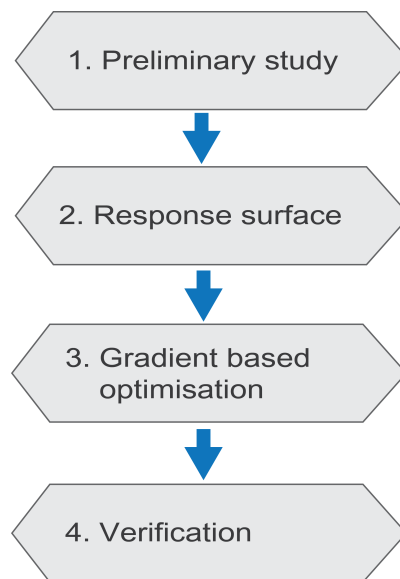 1. Preliminary study
2. Response surface
3. Gradient based
optimisation
4. Verification